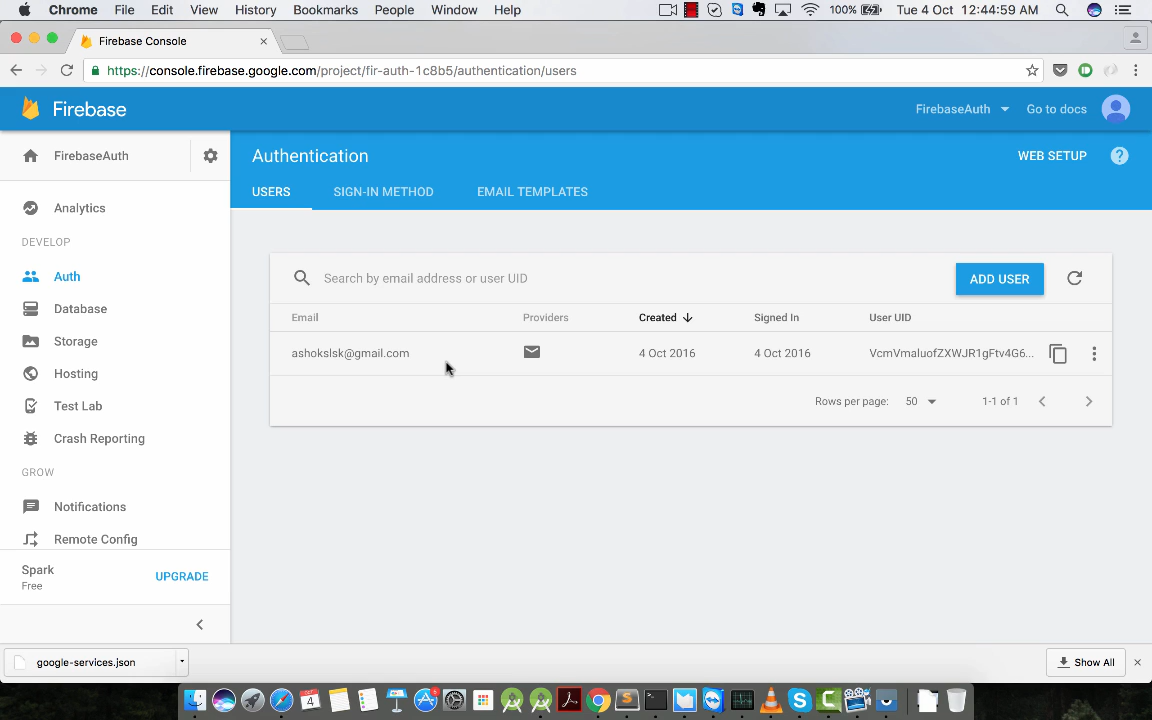 Chrome File Edit View History Bookmarks People Window Help 100% Tue 4 Oct 12:44:59 AM
Firebase Console
https://console.firebase.google.com/project/fir-auth-1c8b5/authentication/users
Firebase FirebaseAuth Go to docs
FirebaseAuth
Authentication WEB SETUP
USERS SIGN-IN METHOD EMAIL TEMPLATES
Analytics
DEVELOP
Auth
Database
Storage
Hosting
Test Lab
Crash Reporting
GROW
Notifications
Remote Config
Spark
Free
UPGRADE
Search by email address or user UID ADD USER
Email Providers Created Signed In User UID
ashokslsk@gmail.com 4 Oct 2016 4 Oct 2016 VcmVmaluofZXWJR1gFtv4G6...
Rows per page: 50 1-1 of 1
google-services.json Show All
4